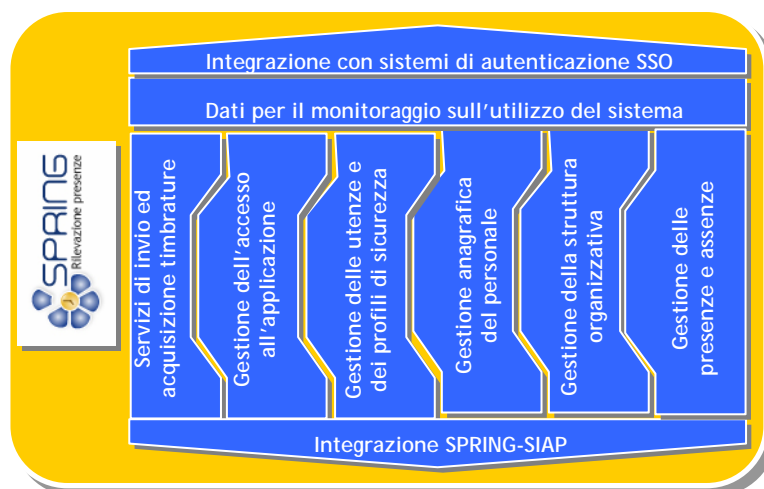 Integrazione con sistemi di autenticazione SSO
Dati per il monitoraggio sull'utilizzo del sistema
SPRING
Rilevazione presenze
Servizi di invio ed
acquisizione timbrature
Gestione dell'accesso
all'applicazione
Gestione delle utenze e
dei profili di sicurezza
Gestione anagrafica
del personale
Gestione della struttura
organizzativa
Gestione delle
presenze e assenze
Integrazione SPRING-SIAP